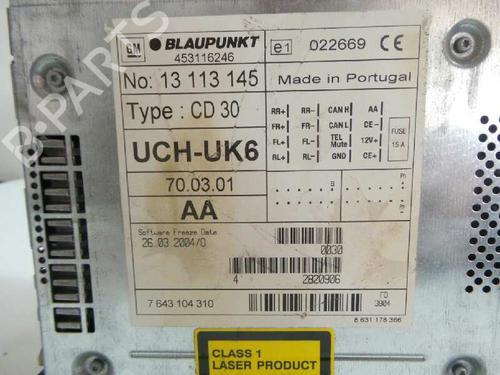 GM BLAUPUNKT
453116246
e1 022669 CE
No: 13 113 145
Made in Portugal
Type : CD 30
RR+ RR- CAN H AA
FR+ FR- CAN L CE-
FL+ FL- TEL Mute 12V+
RL+ RL- GND CE+
FUSE
15 A
UCH-UK6
70.03.01
AA
Software Freeze Date
26.03 2004/0
0030
4 2820906
7 643 104 310
FD
3804
8 631 178 366
CLASS 1
LASER PRODUCT
B-PARTS